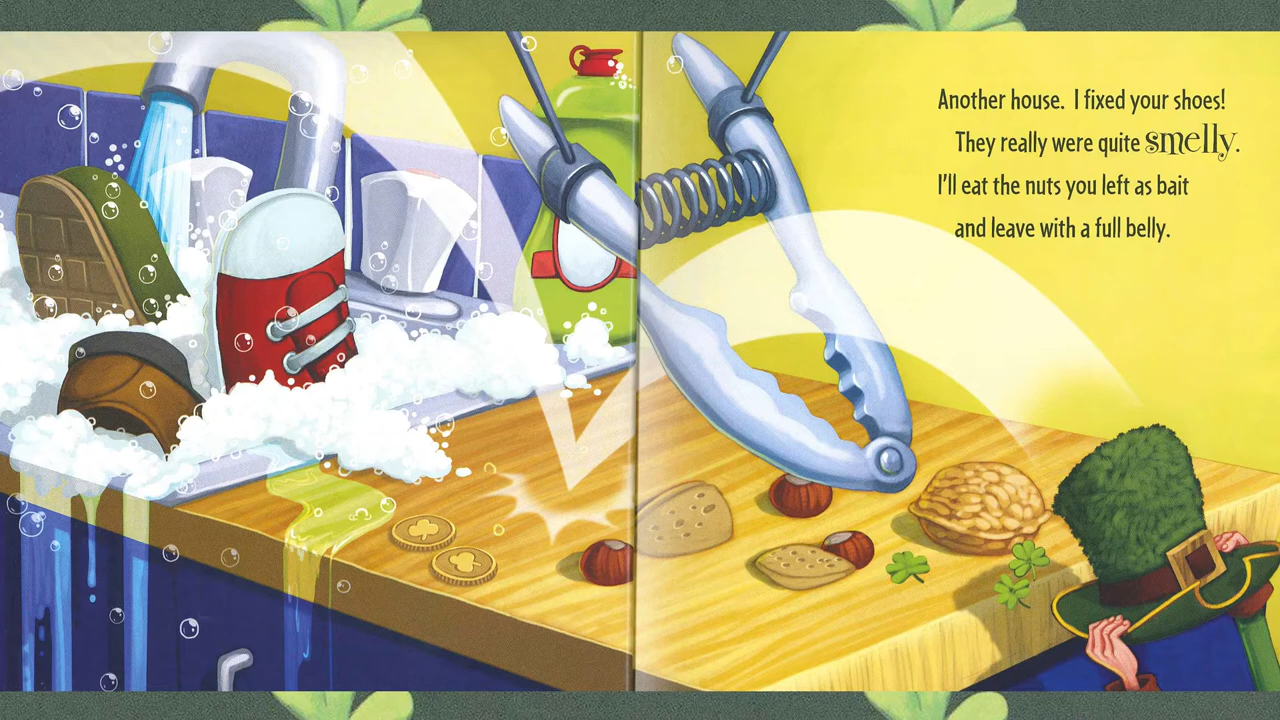 Another house. I fixed your shoes!
They really were quite smelly.
I'll eat the nuts you left as bait
and leave with a full belly.